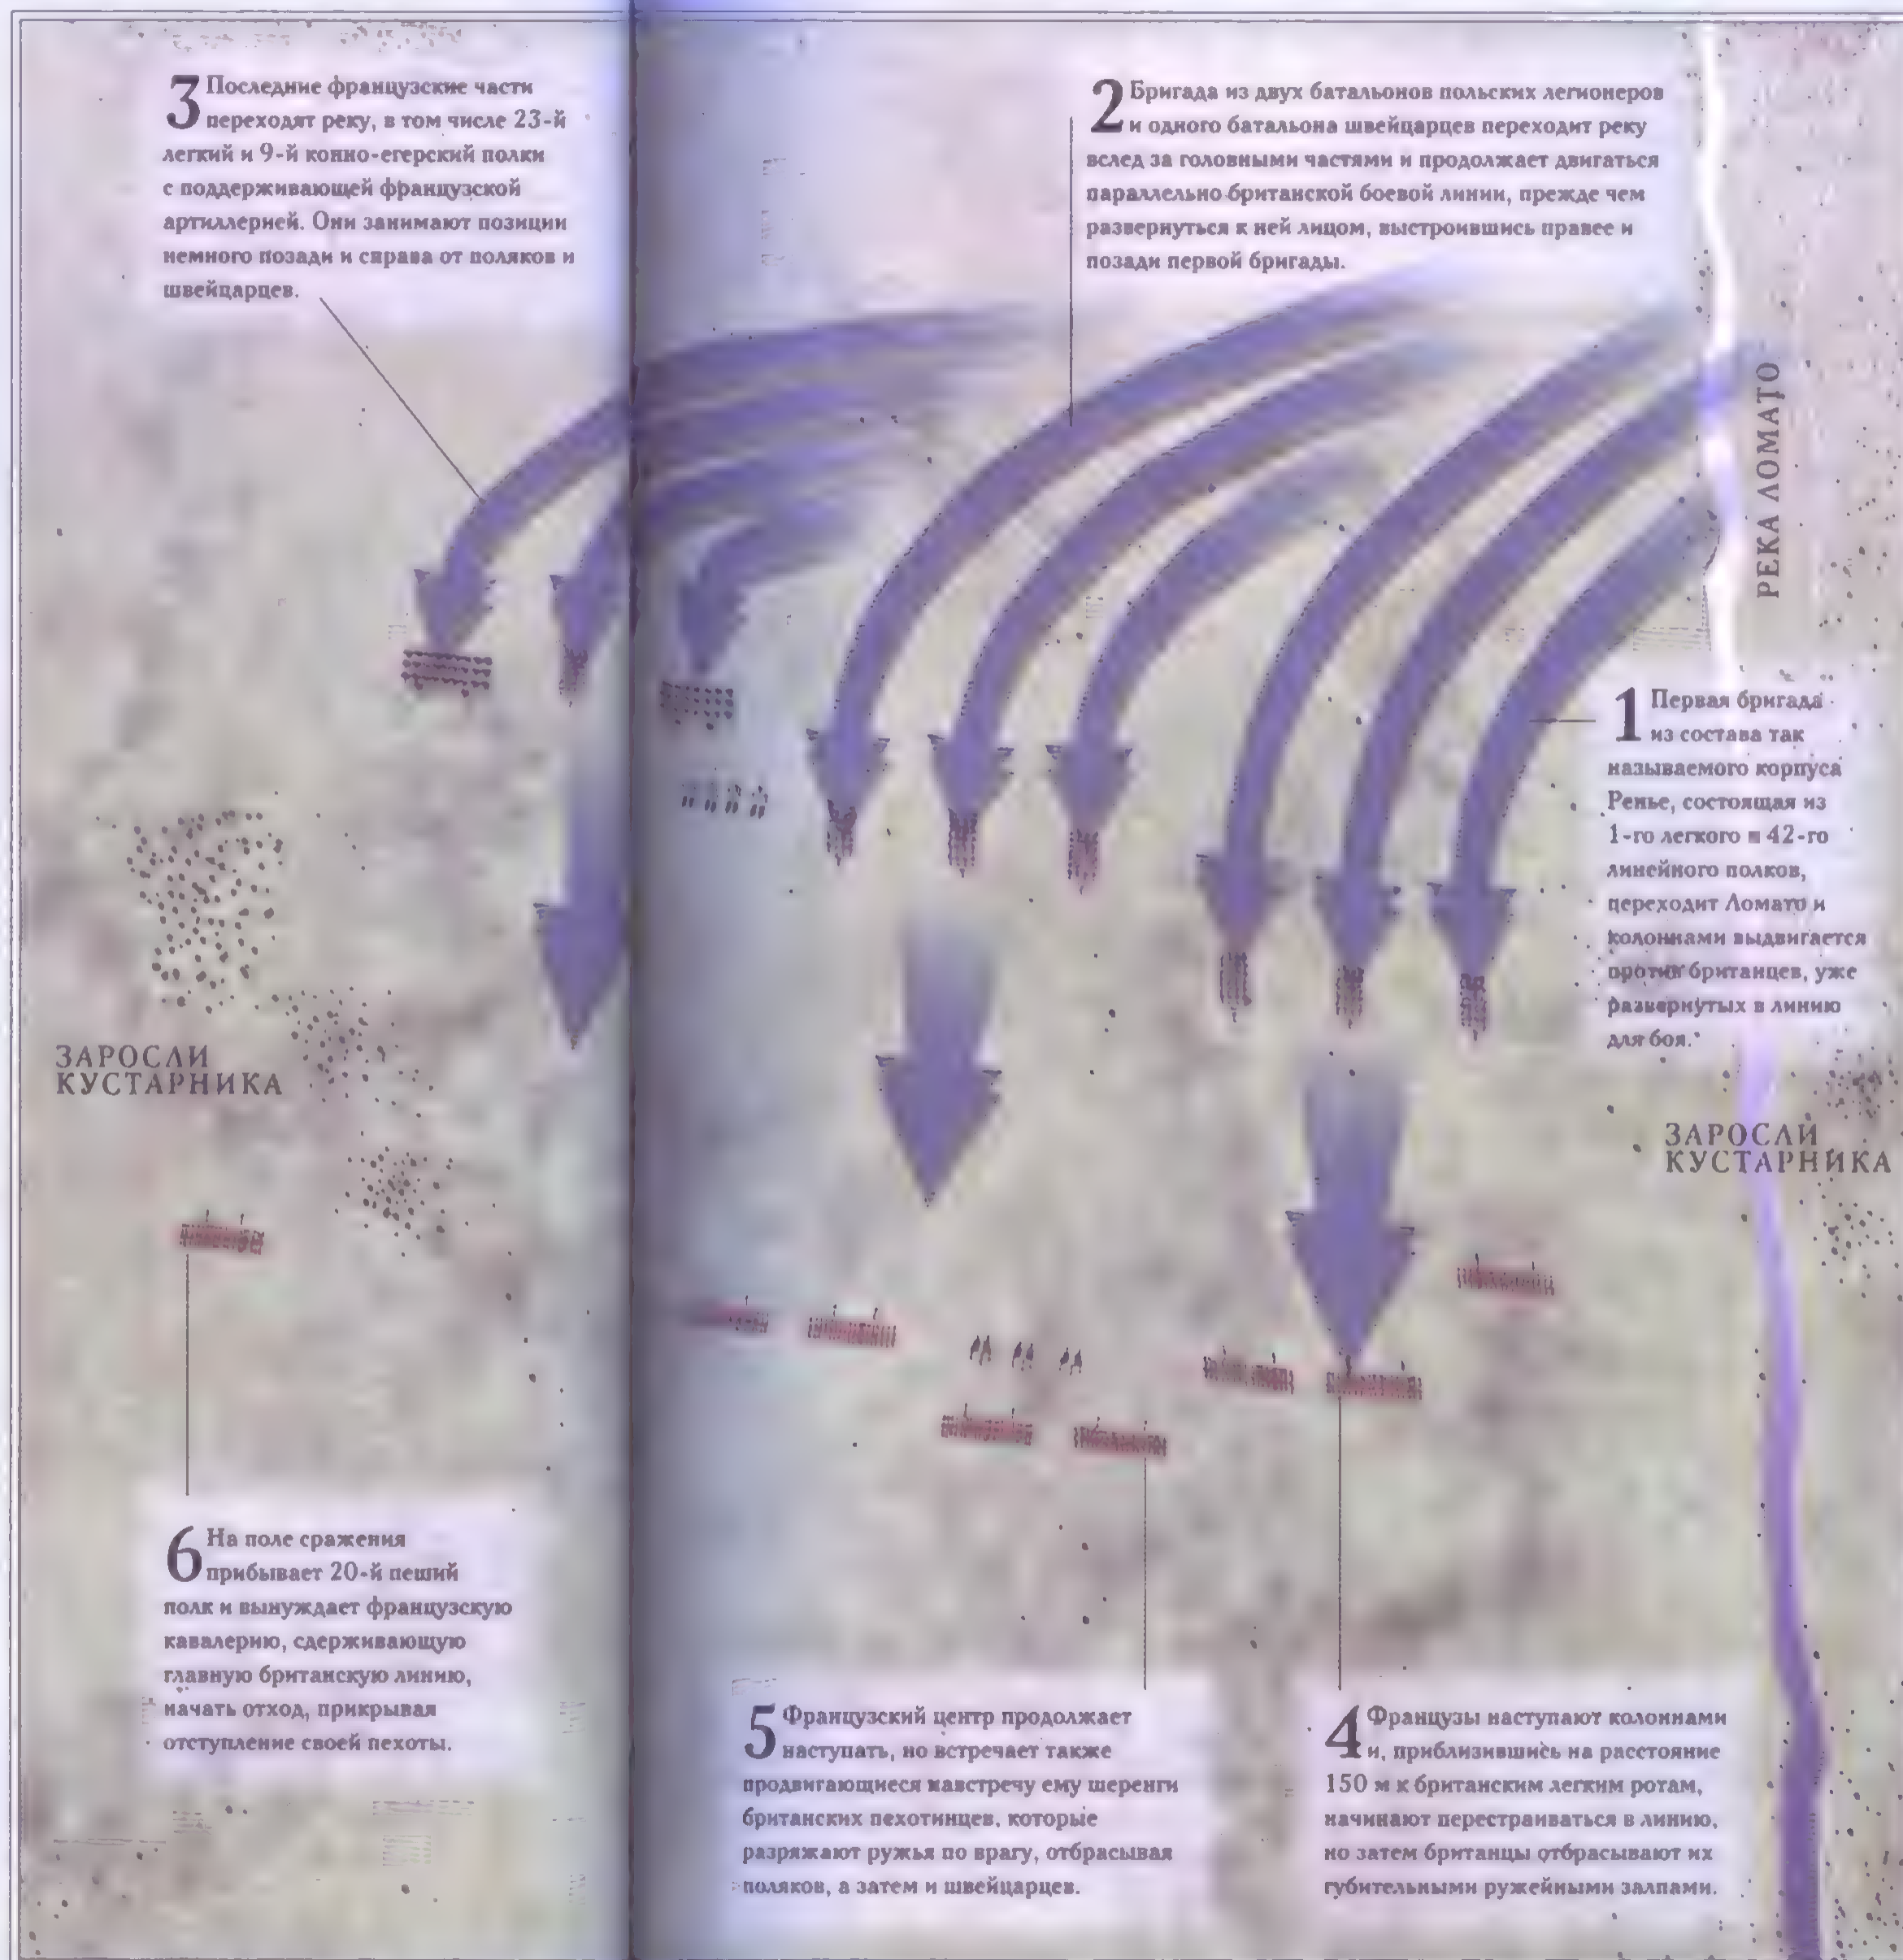 3 Последние французские части
переходят реку, в том числе 23-й
легкий и 9-й конно-егерский полки
с поддерживающей французской
артиллерией. Они занимают позиции
немного позади и справа от поляков и
швейцарцев.
2 Бригада из двух батальонов польских легионеров
и одного батальона швейцарцев переходит реку
вслед за головными частями и продолжает двигаться
параллельно британской боевой линии, прежде чем
развернуться к ней лицом, выстроившись правее и
позади первой бригады.
РЕКА ЛОМАТО
1 Первая бригада
из состава так
называемого корпуса
Ренье, состоящая из
1-го легкого и 42-го
линейного полков,
переходит Ломато и
колоннами выдвигается
против британцев, уже
развернутых в линию
для боя.
ЗАРОСЛИ
КУСТАРНИКА
ЗАРОСЛИ
КУСТАРНИКА
6 На поле сражения
прибывает 20-й пеший
полк и вынуждает французскую
кавалерию, сдерживающую
главную британскую линию,
начать отход, прикрывая
отступление своей пехоты.
5 Французский центр продолжает
наступать, но встречает также
продвигающиеся навстречу ему шеренги
британских пехотинцев, которые
разряжают ружья по врагу, отбрасывая
поляков, а затем и швейцарцев.
4 Французы наступают колоннами
и, приблизившись на расстояние
150 м к британским легким ротам,
начинают перестраиваться в линию,
но затем британцы отбрасывают их
губительными ружейными залпами.